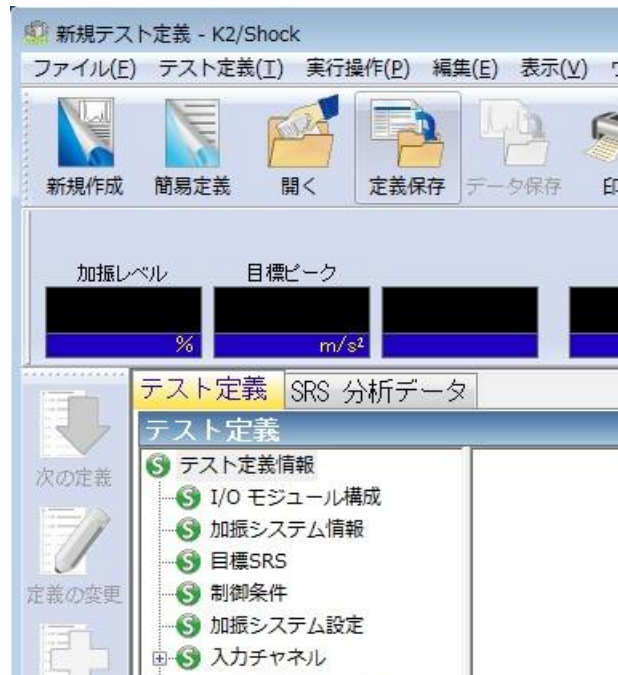 新規テスト定義 - K2/Shock
ファイル(F) テスト定義(T) 実行操作(P) 編集(E) 表示(V)
新規作成 簡易定義 開く 定義保存 データ保存
加振レベル 目標ピーク
% m/s²
テスト定義 SRS 分析データ
テスト定義
テスト定義情報
次の定義
I/O モジュール構成
加振システム情報
目標SRS
定義の変更
制御条件
加振システム設定
入力チャネル